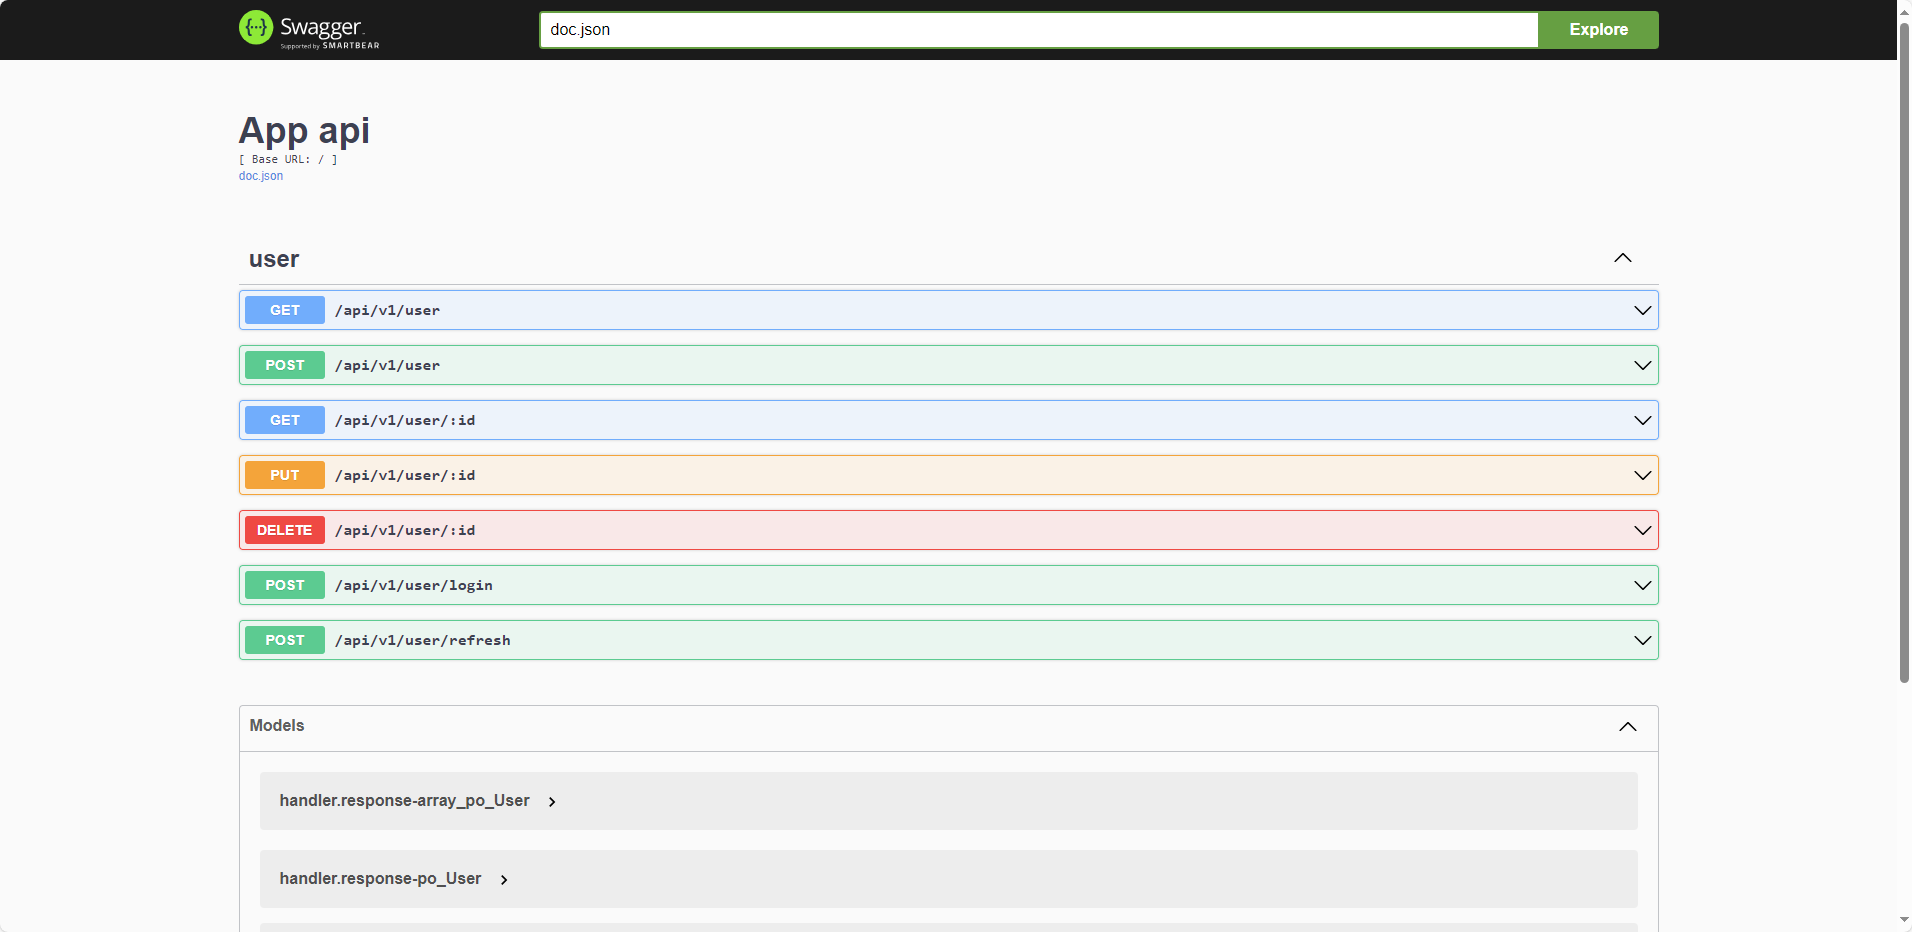 {···} Swagger.
Supported by SMARTBEAR
doc.json
Explore
App api
[ Base URL: / ]
doc.json
user
GET /api/v1/user
POST /api/v1/user
GET /api/v1/user/:id
PUT /api/v1/user/:id
DELETE /api/v1/user/:id
POST /api/v1/user/login
POST /api/v1/user/refresh
Models
handler.response-array_po_User
handler.response-po_User